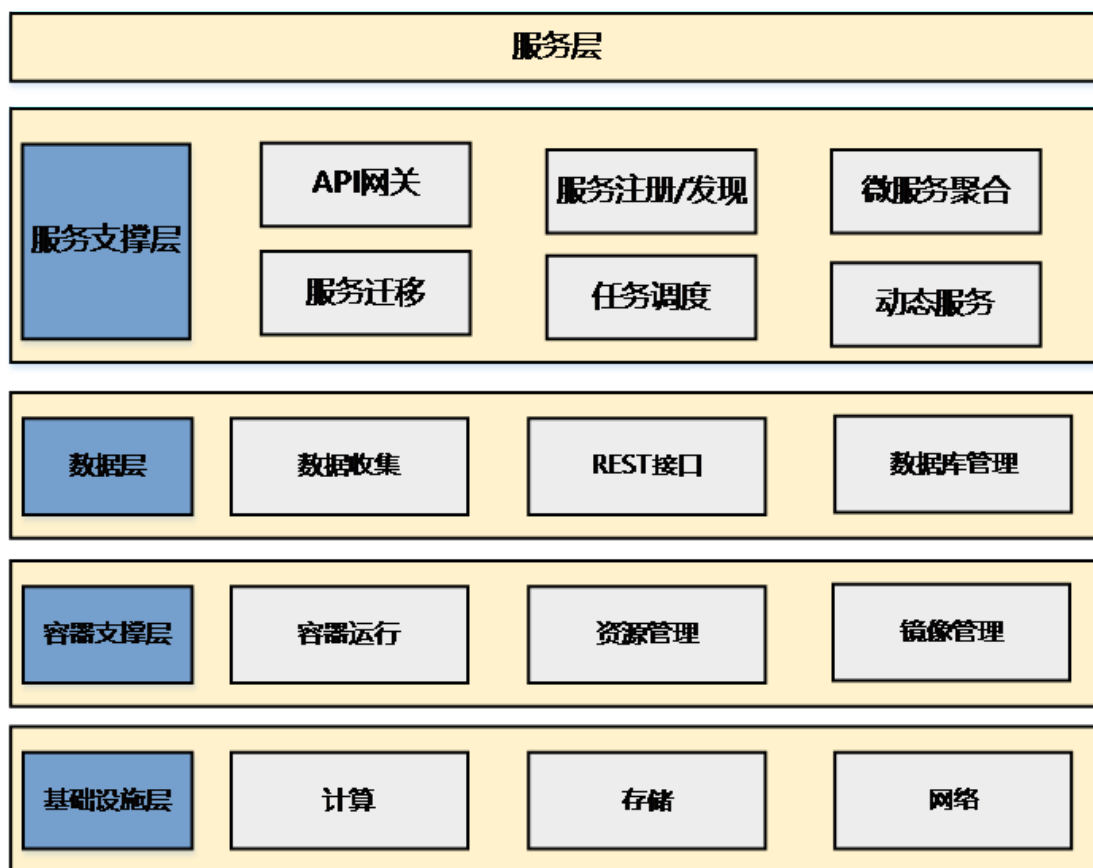 服务层
服务支撑层
API网关
服务注册/发现
微服务聚合
服务迁移
任务调度
动态服务
数据层
数据收集
REST接口
数据库管理
容器支撑层
容器运行
资源管理
镜像管理
基础设施层
计算
存储
网络